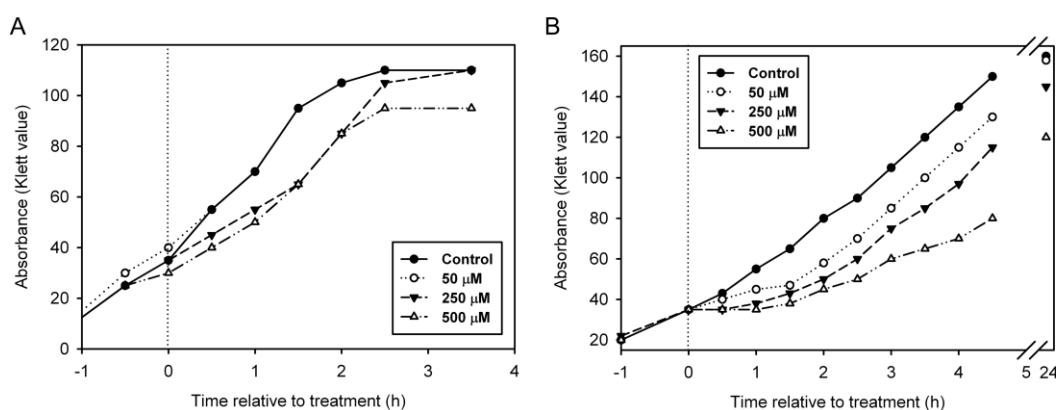 A
120
100
80
60
40
20
0
Absorbance (Klett value)
Control
50 μM
250 μM
500 μM
-1 0 1 2 3 4
Time relative to treatment (h)
B
160
140
120
100
80
60
40
20
Absorbance (Klett value)
Control
50 μM
250 μM
500 μM
-1 0 1 2 3 4 5 24
Time relative to treatment (h)